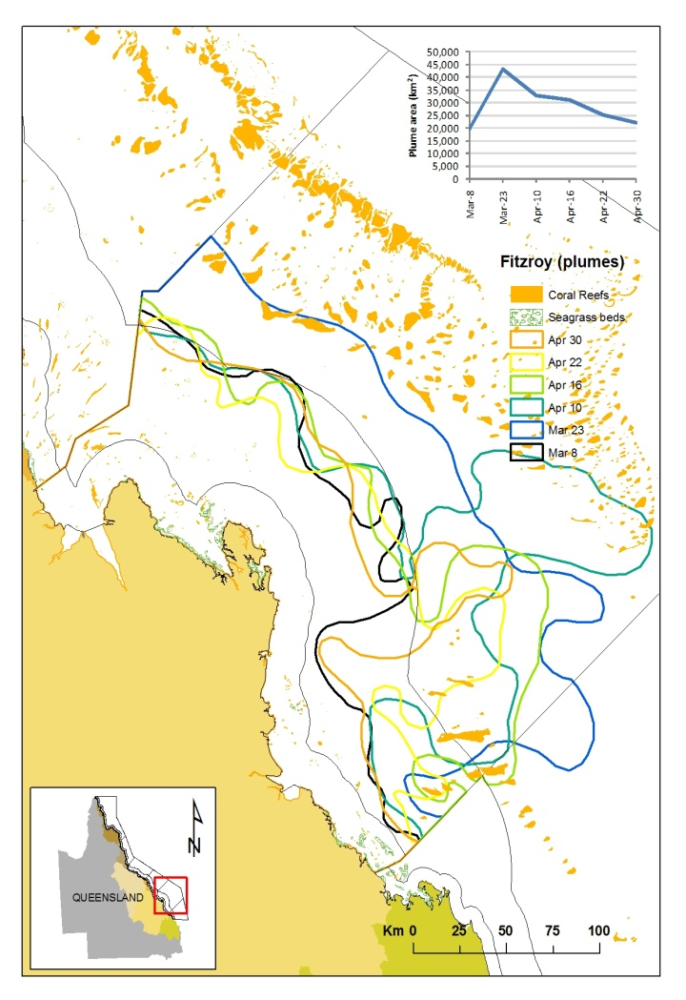 50,000
45,000
40,000
35,000
30,000
25,000
20,000
15,000
10,000
5,000
0
Plume area (km²)
Mar-8
Mar-23
Apr-10
Apr-16
Apr-22
Apr-30
Fitzroy (plumes)
Coral Reefs
Seagrass beds
Apr 30
Apr 22
Apr 16
Apr 10
Mar 23
Mar 8
N
QUEENSLAND
Km 0 25 50 75 100